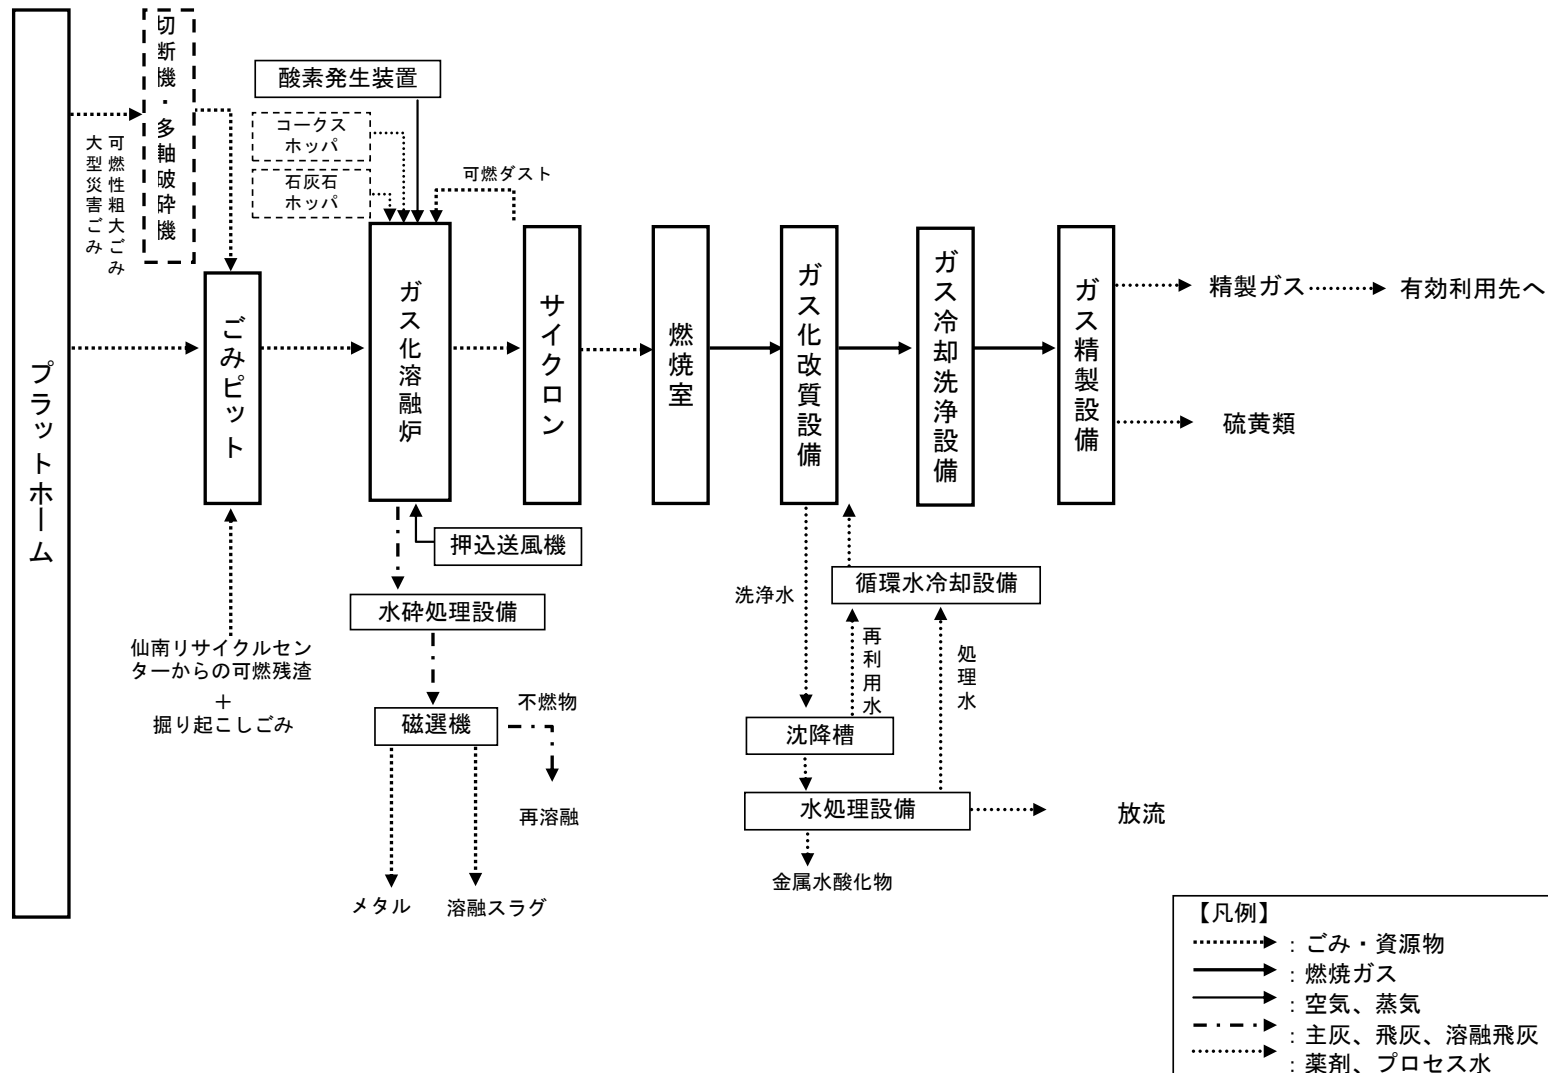 プラットホーム
切断機・多軸破砕機
可燃性粗大ごみ
大型災害ごみ
ごみピット
仙南リサイクルセン
ターからの可燃残渣
+
掘り起こしごみ
酸素発生装置
コークス
ホッパ
石灰石
ホッパ
可燃ダスト
ガス化溶融炉
押込送風機
水砕処理設備
磁選機
不燃物
再溶融
メタル
溶融スラグ
サイクロン
燃焼室
ガス化改質設備
ガス冷却洗浄設備
ガス精製設備
精製ガス
有効利用先へ
硫黄類
洗浄水
循環水冷却設備
再利用水
処理水
沈降槽
水処理設備
放流
金属水酸化物
【凡例】
：ごみ・資源物
：燃焼ガス
：空気、蒸気
：主灰、飛灰、溶融飛灰
：薬剤、プロセス水